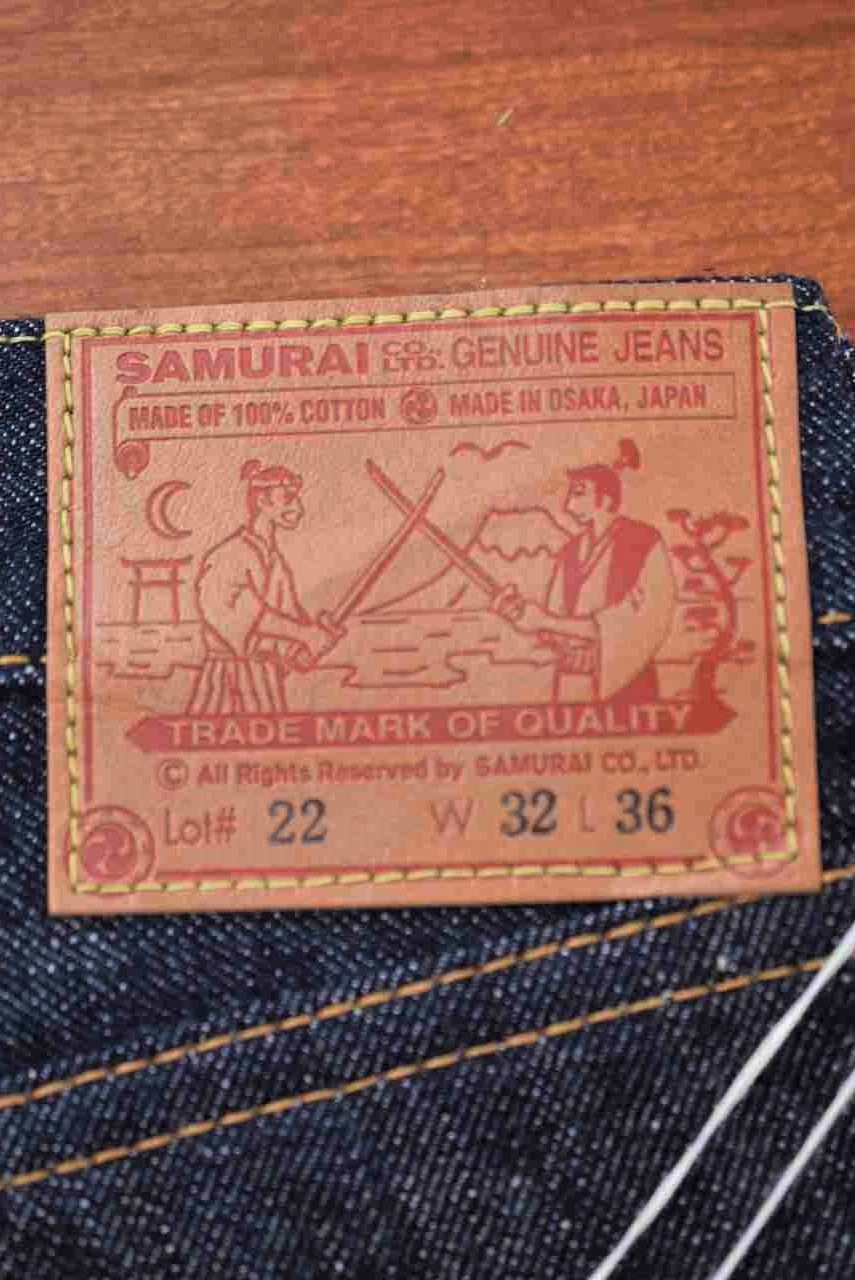 SAMURAI CO., LTD. GENUINE JEANS
MADE OF 100% COTTON MADE IN OSAKA, JAPAN
TRADE MARK OF QUALITY
© All Rights Reserved by SAMURAI CO., LTD.
Lot# 22 W 32 L 36